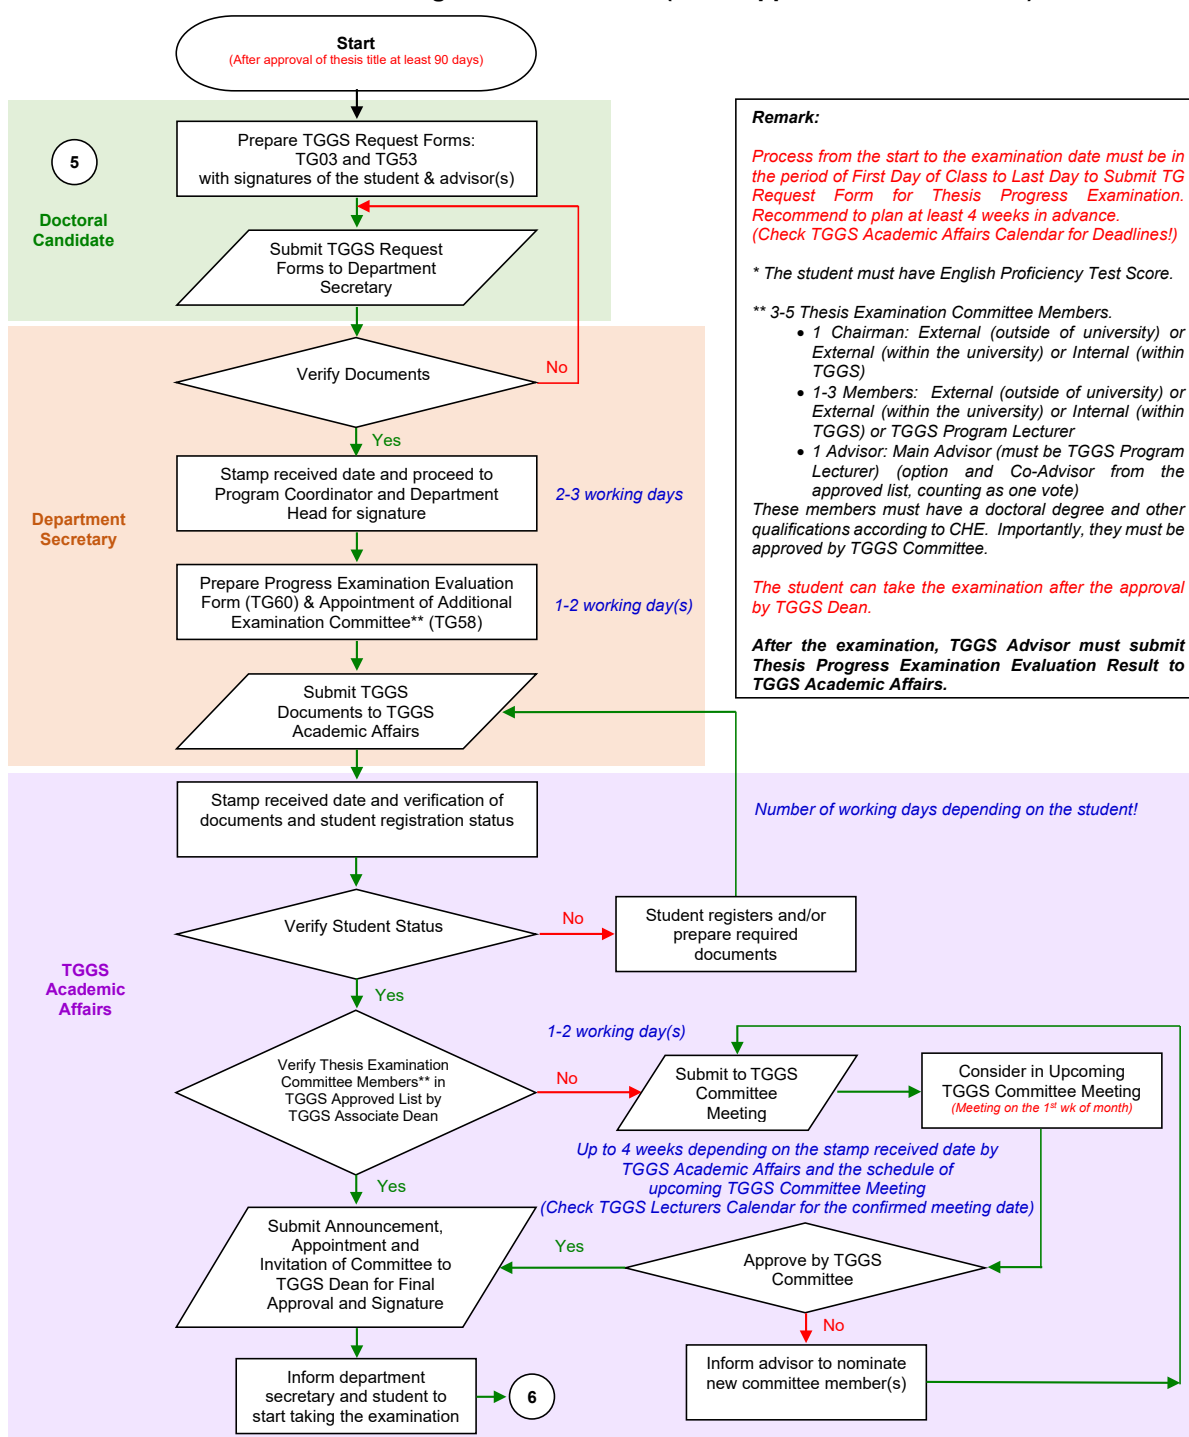 Start
(After approval of thesis title at least 90 days)
5
Doctoral
Candidate
Prepare TGGS Request Forms:
TG03 and TG53
with signatures of the student & advisor(s)
Submit TGGS Request
Forms to Department
Secretary
Remark:
Process from the start to the examination date must be in
the period of First Day of Class to Last Day to Submit TG
Request Form for Thesis Progress Examination.
Recommend to plan at least 4 weeks in advance.
(Check TGGS Academic Affairs Calendar for Deadlines!)
* The student must have English Proficiency Test Score.
** 3-5 Thesis Examination Committee Members.
• 1 Chairman: External (outside of university) or
External (within the university) or Internal (within
TGGS)
• 1-3 Members: External (outside of university) or
External (within the university) or Internal (within
TGGS) or TGGS Program Lecturer
• 1 Advisor: Main Advisor (must be TGGS Program
Lecturer) (option and Co-Advisor from the
approved list, counting as one vote)
These members must have a doctoral degree and other
qualifications according to CHE. Importantly, they must be
approved by TGGS Committee.
The student can take the examination after the approval
by TGGS Dean.
After the examination, TGGS Advisor must submit
Thesis Progress Examination Evaluation Result to
TGGS Academic Affairs.
Department
Secretary
Verify Documents
No
Yes
Stamp received date and proceed to
Program Coordinator and Department
Head for signature
2-3 working days
Prepare Progress Examination Evaluation
Form (TG60) & Appointment of Additional
Examination Committee** (TG58)
1-2 working day(s)
Submit TGGS
Documents to TGGS
Academic Affairs
TGGS
Academic
Affairs
Stamp received date and verification of
documents and student registration status
Number of working days depending on the student!
Verify Student Status
No
Student registers and/or
prepare required
documents
Yes
1-2 working day(s)
Verify Thesis Examination
Committee Members** in
TGGS Approved List by
TGGS Associate Dean
No
Submit to TGGS
Committee
Meeting
Consider in Upcoming
TGGS Committee Meeting
(Meeting on the 1st wk of month)
Up to 4 weeks depending on the stamp received date by
TGGS Academic Affairs and the schedule of
upcoming TGGS Committee Meeting
(Check TGGS Lecturers Calendar for the confirmed meeting date)
Yes
Submit Announcement,
Appointment and
Invitation of Committee to
TGGS Dean for Final
Approval and Signature
Yes
Approve by TGGS
Committee
No
Inform advisor to nominate
new committee member(s)
Inform department
secretary and student to
start taking the examination
6